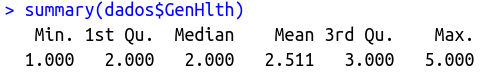 > summary(dados$GenHlth)
Min. 1st Qu. Median Mean 3rd Qu. Max.
1.000 2.000 2.000 2.511 3.000 5.000